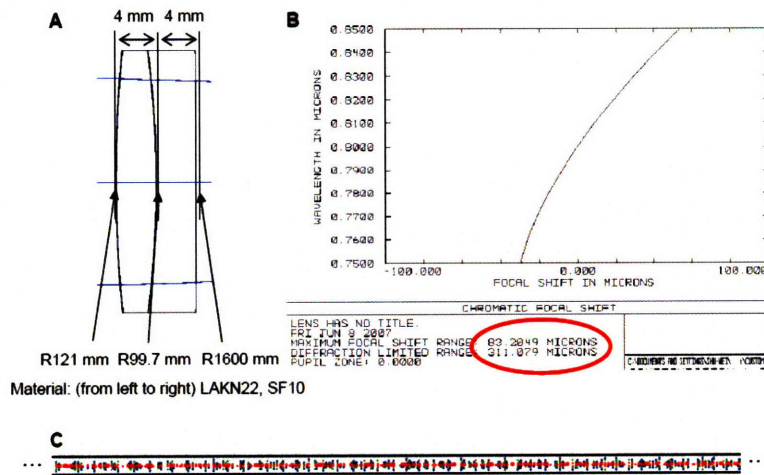 A
4 mm 4 mm
R121 mm R99.7 mm R1600 mm
Material: (from left to right) LAKN22, SF10
B
WAVELENGTH IN MICRONS
0.8500
0.8400
0.8300
0.8200
0.8100
0.8000
0.7900
0.7800
0.7700
0.7600
0.7500
-100.000 0.000 100.000
FOCAL SHIFT IN MICRONS
CHROMATIC FOCAL SHIFT
LENS HAS NO TITLE.
FRI JUN 8 2007
MAXIMUM FOCAL SHIFT RANGE: 83.2049 MICRONS
DIFFRACTION LIMITED RANGE: 311.079 MICRONS
PUPIL ZONE: 0.0000
C
... ...